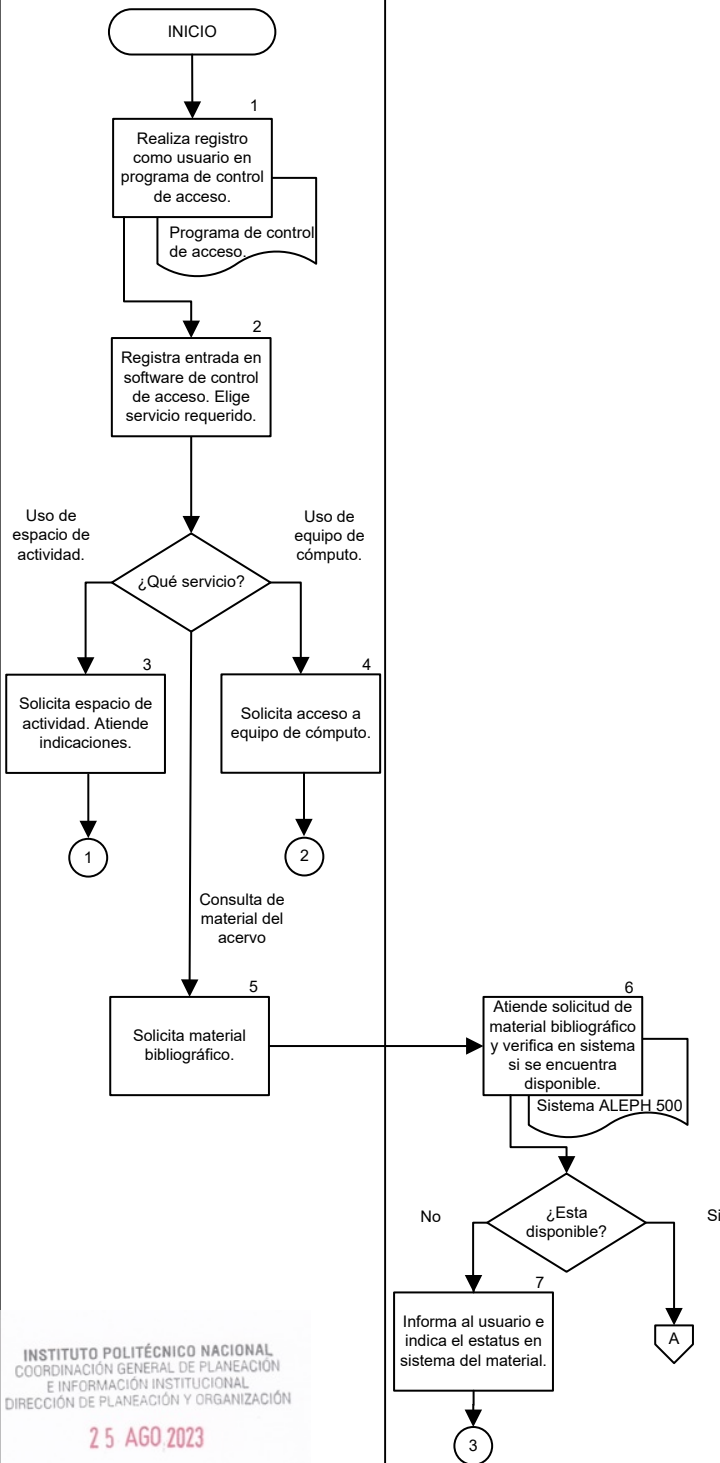 INICIO
1
Realiza registro
como usuario en
programa de control
de acceso.
Programa de control
de acceso.
2
Registra entrada en
software de control
de acceso. Elige
servicio requerido.
Uso de
espacio de
actividad.
Uso de
equipo de
cómputo.
¿Qué servicio?
3
Solicita espacio de
actividad. Atiende
indicaciones.
4
Solicita acceso a
equipo de cómputo.
1
2
Consulta de
material del
acervo
5
Solicita material
bibliográfico.
6
Atiende solicitud de
material bibliográfico
y verifica en sistema
si se encuentra
disponible.
Sistema ALEPH 500
¿Esta
disponible?
No
Si
7
Informa al usuario e
indica el estatus en
sistema del material.
A
3
INSTITUTO POLITÉCNICO NACIONAL
COORDINACIÓN GENERAL DE PLANEACIÓN
E INFORMACIÓN INSTITUCIONAL
DIRECCIÓN DE PLANEACIÓN Y ORGANIZACIÓN
25 AGO 2023